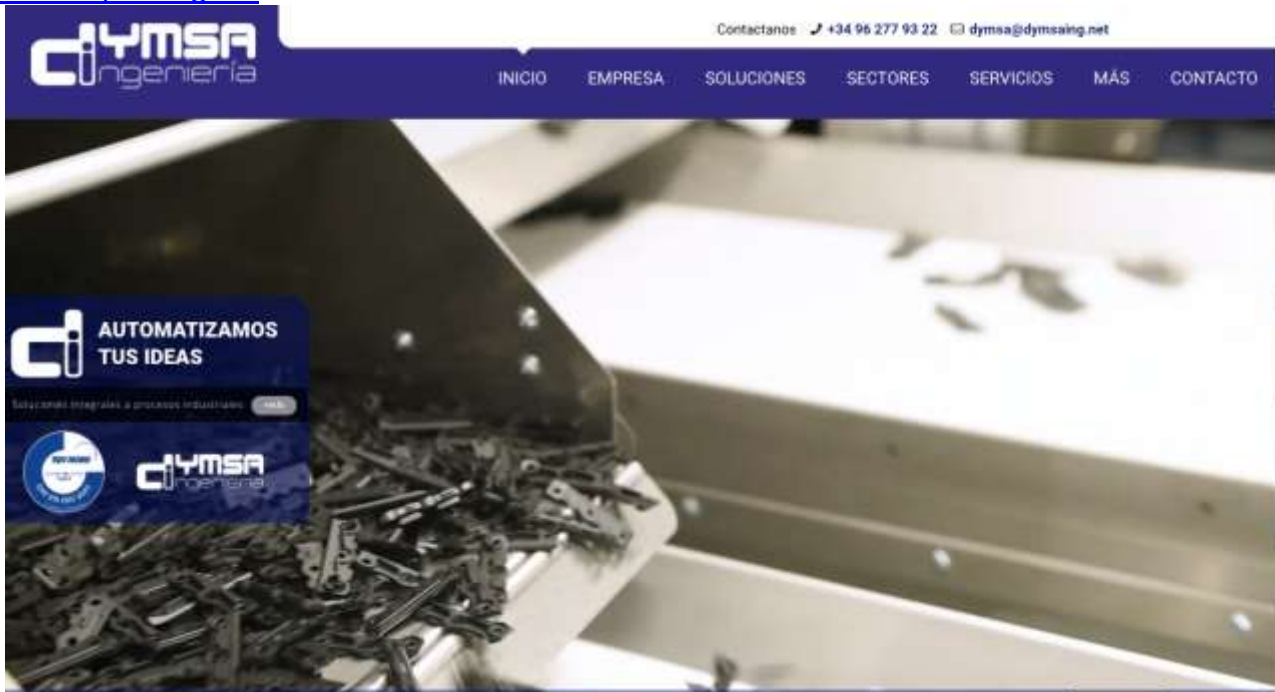 Contactanos +34 96 277 93 22 dymsa@dymsaing.net
dymsa
ingeniería
INICIO EMPRESA SOLUCIONES SECTORES SERVICIOS MÁS CONTACTO
AUTOMATIZAMOS
TUS IDEAS
Soluciones integrales a procesos industriales
dymsa
ingeniería